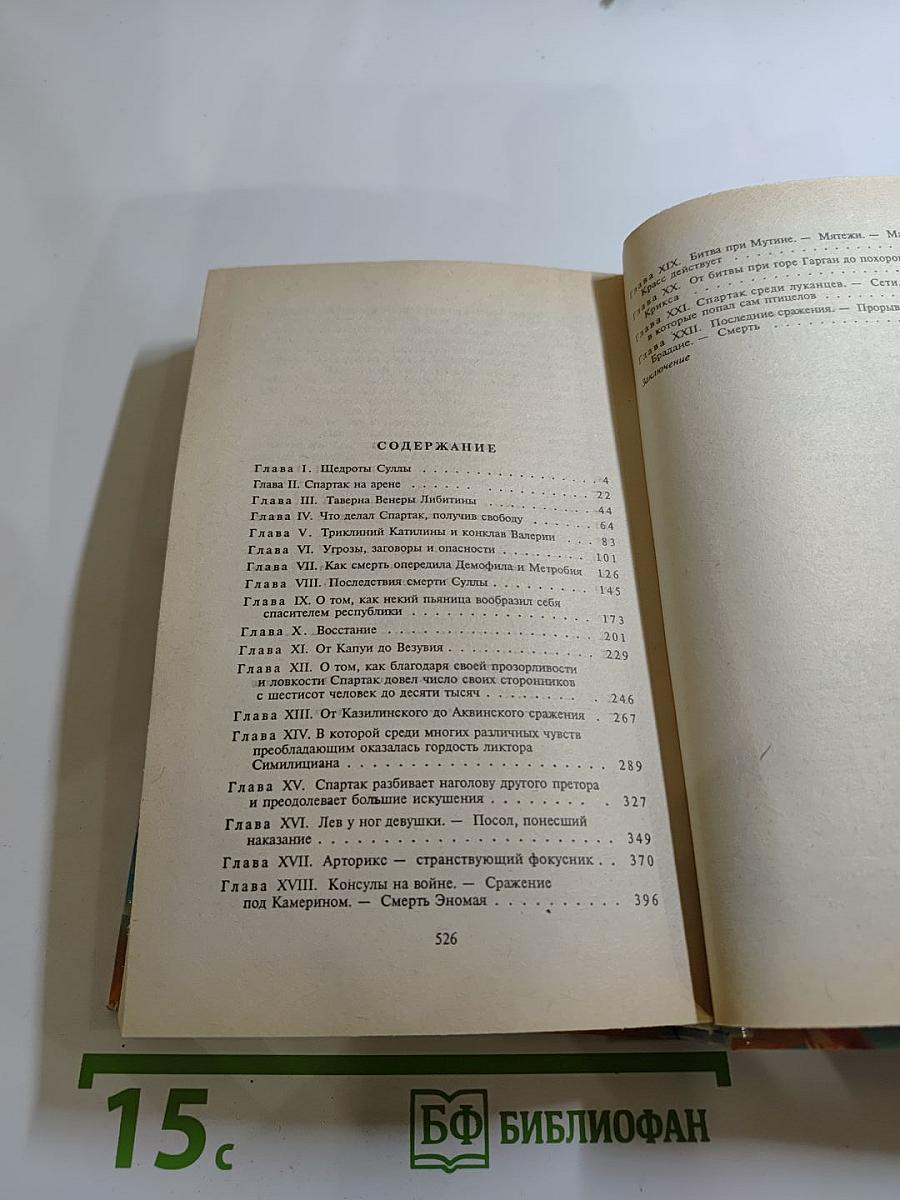 СОДЕРЖАНИЕ
Глава I. Щедроты Суллы . . . . . . . . . . . . . . . 4
Глава II. Спартак на арене . . . . . . . . . . . . . . . 22
Глава III. Таверна Венеры Либитины . . . . . . . . . 44
Глава IV. Что делал Спартак, получив свободу . . . . . 64
Глава V. Триклиний Катилины и конклав Валерии . . . 83
Глава VI. Угрозы, заговоры и опасности . . . . . . . . 101
Глава VII. Как смерть опередила Демофила и Метробия 126
Глава VIII. Последствия смерти Суллы . . . . . . . . . 145
Глава IX. О том, как некий пьяница вообразил себя
спасителем республики . . . . . . . . . . . . . . . 173
Глава X. Восстание . . . . . . . . . . . . . . . . . 201
Глава XI. От Капуи до Везувия . . . . . . . . . . . . 229
Глава XII. О том, как благодаря своей прозорливости
и ловкости Спартак довел число своих сторонников
с шестисот человек до десяти тысяч . . . . . . . . . 246
Глава XIII. От Казилинского до Аквинского сражения . 267
Глава XIV. В которой среди многих различных чувств
преобладающим оказалась гордость ликтора
Симилициана . . . . . . . . . . . . . . . . . . . . 289
Глава XV. Спартак разбивает наголову другого претора
и преодолевает большие искушения . . . . . . . . . 327
Глава XVI. Лев у ног девушки. — Посол, понесший
наказание . . . . . . . . . . . . . . . . . . . . . . 349
Глава XVII. Арторикс — странствующий фокусник . . 370
Глава XVIII. Консулы на войне. — Сражение
под Камерином. — Смерть Эномая . . . . . . . . . . 396
526
Глава XIX. Битва при Мутине. — Мятежи. —
Красс действует . . . . . . . . . . . .
Глава XX. От битвы при горе Гарган до
Крикса . . . . . . . . . . . .
Глава XXI. Спартак среди луканцев. — Сети,
в которые попал сам птицелов . . . . . .
Глава XXII. Последние сражения. — Прорыв
Брадане. — Смерть . . . . . . . . .
Заключение
15 с
БФ БИБЛИОФАН